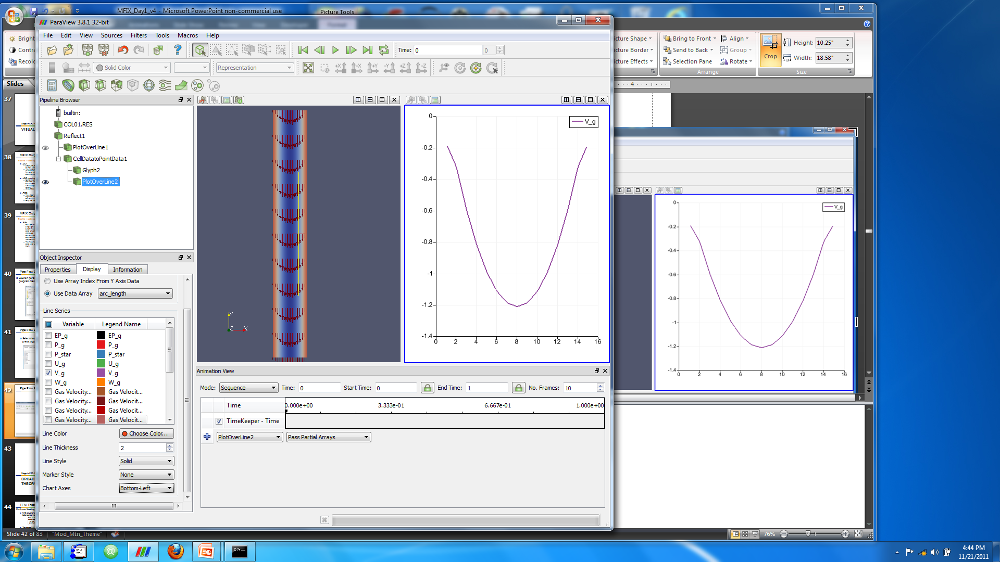 MFIX_Day1_v4 - Microsoft PowerPoint non-commercial use
Picture Tools
ParaView 3.8.1 32-bit
File Edit View Sources Filters Tools Macros Help
Time: 0 0
Solid Color Representation
Pipeline Browser
builtin:
COL01.RES
Reflect1
PlotOverLine1
CellDatatoPointData1
Glyph2
PlotOverLine2
Object Inspector
Properties Display Information
Use Array Index From Y Axis Data
Use Data Array arc_length
Line Series
Variable Legend Name
EP_g EP_g
P_g P_g
P_star P_star
U_g U_g
V_g V_g
W_g W_g
Gas Velocity... Gas Velocit...
Gas Velocity... Gas Velocit...
Gas Velocity... Gas Velocit...
Gas Velocity... Gas Velocit...
Line Color Choose Color...
Line Thickness 2
Line Style Solid
Marker Style None
Chart Axes Bottom-Left
Y
Z X
V_g
0
-0.2
-0.4
-0.6
-0.8
-1
-1.2
-1.4
0 2 4 6 8 10 12 14 16
Animation View
Mode: Sequence Time: 0 Start Time: 0 End Time: 1 No. Frames: 10
Time 0.000e+00 3.333e-01 6.667e-01 1.000e+00
TimeKeeper - Time
PlotOverLine2 Pass Partial Arrays
Bright
Contra
Recolo
Slides
37
VISUAL
38
39
40
41
42
43
BROAD
THEOR
44
icture Shape
icture Border
icture Effects
Bring to Front
Send to Back
Selection Pane
Align
Group
Rotate
Arrange
Crop
Height: 10.25"
Width: 18.58"
Size
4
V_g
0
-0.2
-0.4
-0.6
-0.8
-1
-1.2
-1.4
0 2 4 6 8 10 12 14 16
Slide 42 of 83 "Mod_Mtn_Theme"
76%
4:44 PM
11/21/2011